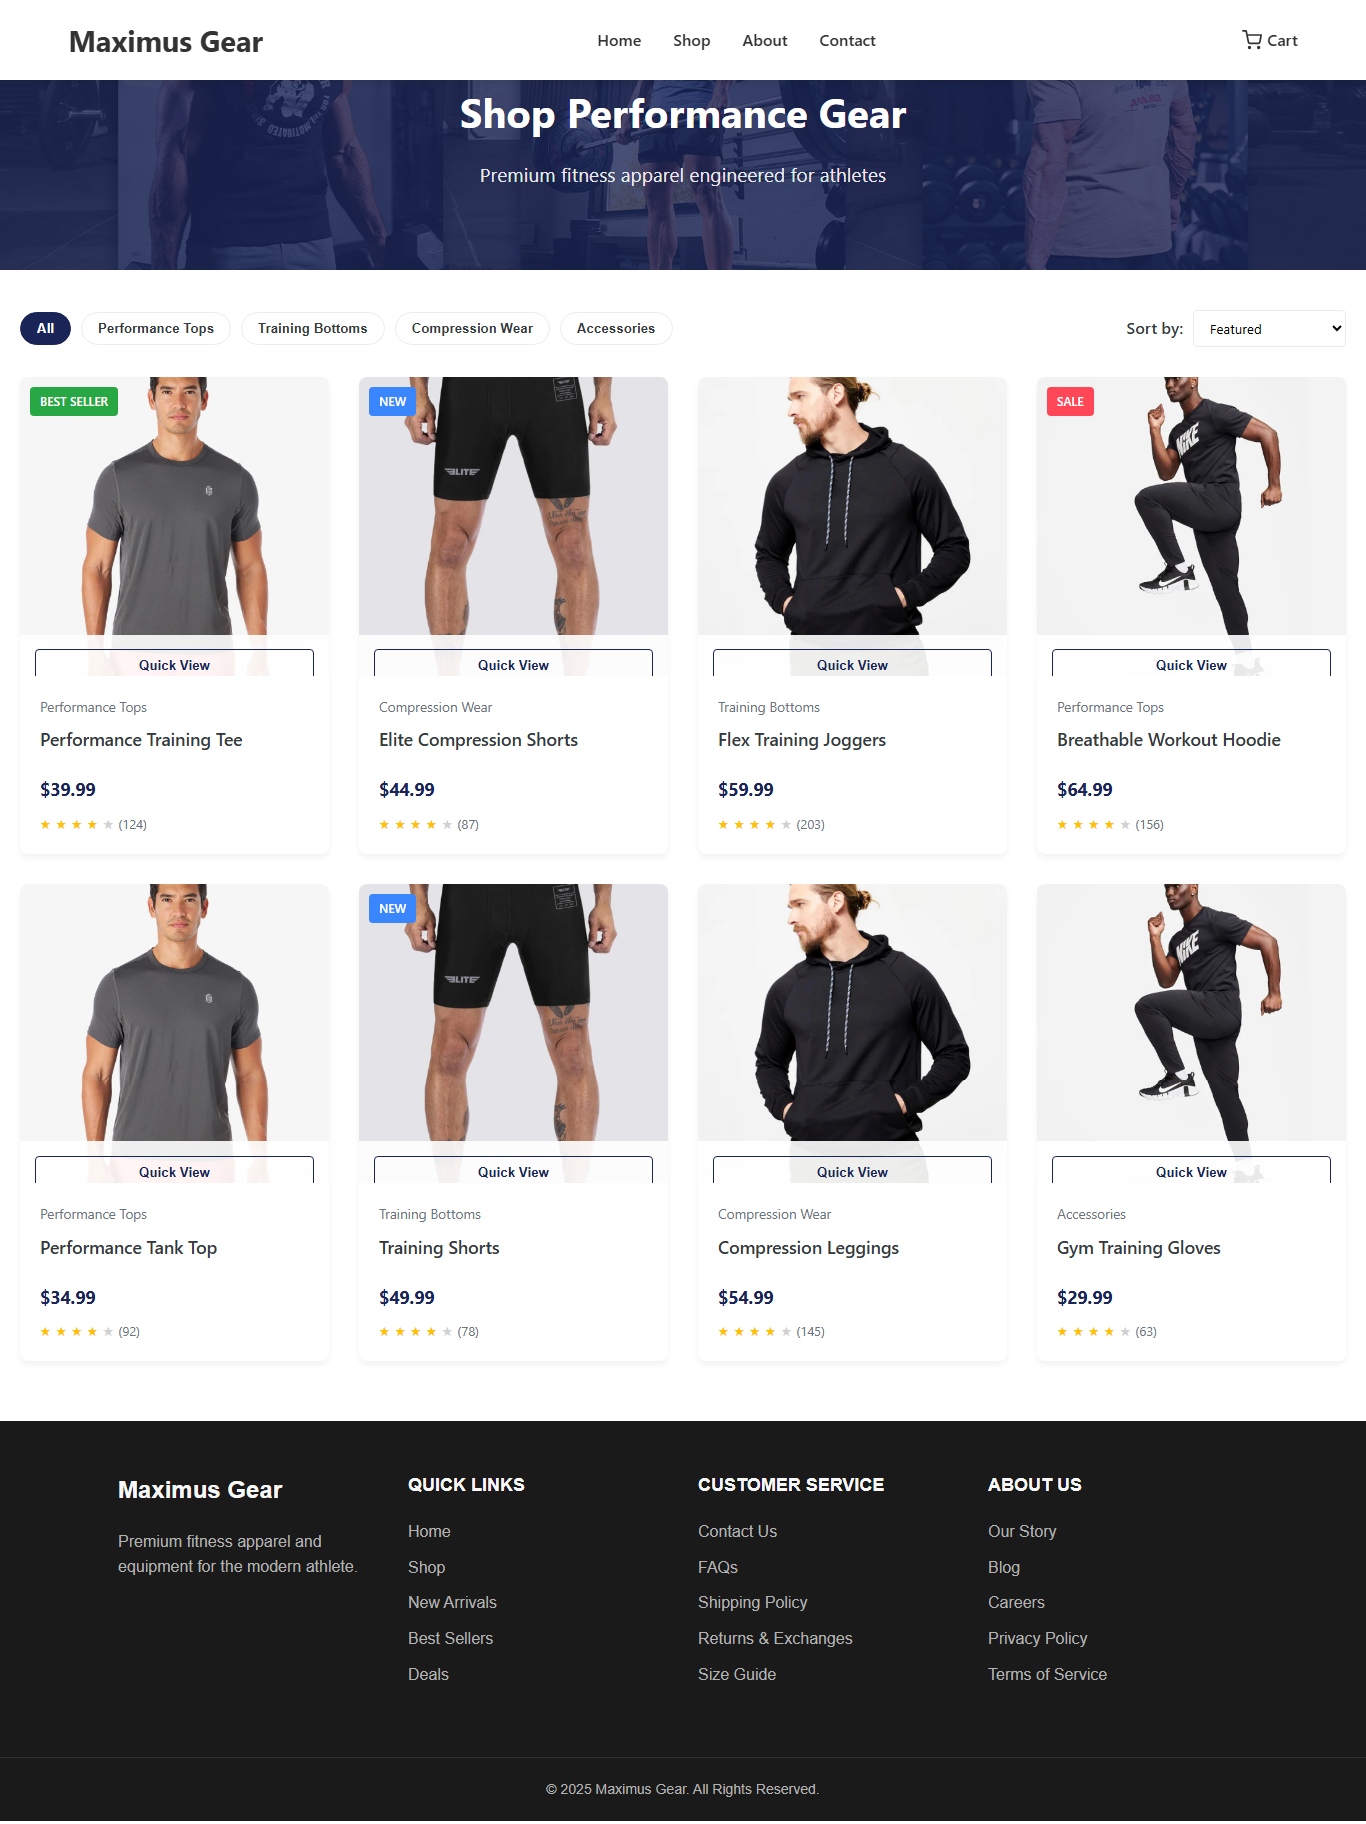 Maximus Gear
Home
Shop
About
Contact
Cart
Shop Performance Gear
Premium fitness apparel engineered for athletes
All
Performance Tops
Training Bottoms
Compression Wear
Accessories
Sort by:
Featured
BEST SELLER
Quick View
Performance Tops
Performance Training Tee
$39.99
★ ★ ★ ★ ★ (124)
NEW
ELITE
Quick View
Compression Wear
Elite Compression Shorts
$44.99
★ ★ ★ ★ ★ (87)
Quick View
Training Bottoms
Flex Training Joggers
$59.99
★ ★ ★ ★ ★ (203)
SALE
NIKE
Quick View
Performance Tops
Breathable Workout Hoodie
$64.99
★ ★ ★ ★ ★ (156)
Quick View
Performance Tops
Performance Tank Top
$34.99
★ ★ ★ ★ ★ (92)
NEW
ELITE
Quick View
Training Bottoms
Training Shorts
$49.99
★ ★ ★ ★ ★ (78)
Quick View
Compression Wear
Compression Leggings
$54.99
★ ★ ★ ★ ★ (145)
NIKE
Quick View
Accessories
Gym Training Gloves
$29.99
★ ★ ★ ★ ★ (63)
Maximus Gear
Premium fitness apparel and
equipment for the modern athlete.
QUICK LINKS
Home
Shop
New Arrivals
Best Sellers
Deals
CUSTOMER SERVICE
Contact Us
FAQs
Shipping Policy
Returns & Exchanges
Size Guide
ABOUT US
Our Story
Blog
Careers
Privacy Policy
Terms of Service
© 2025 Maximus Gear. All Rights Reserved.